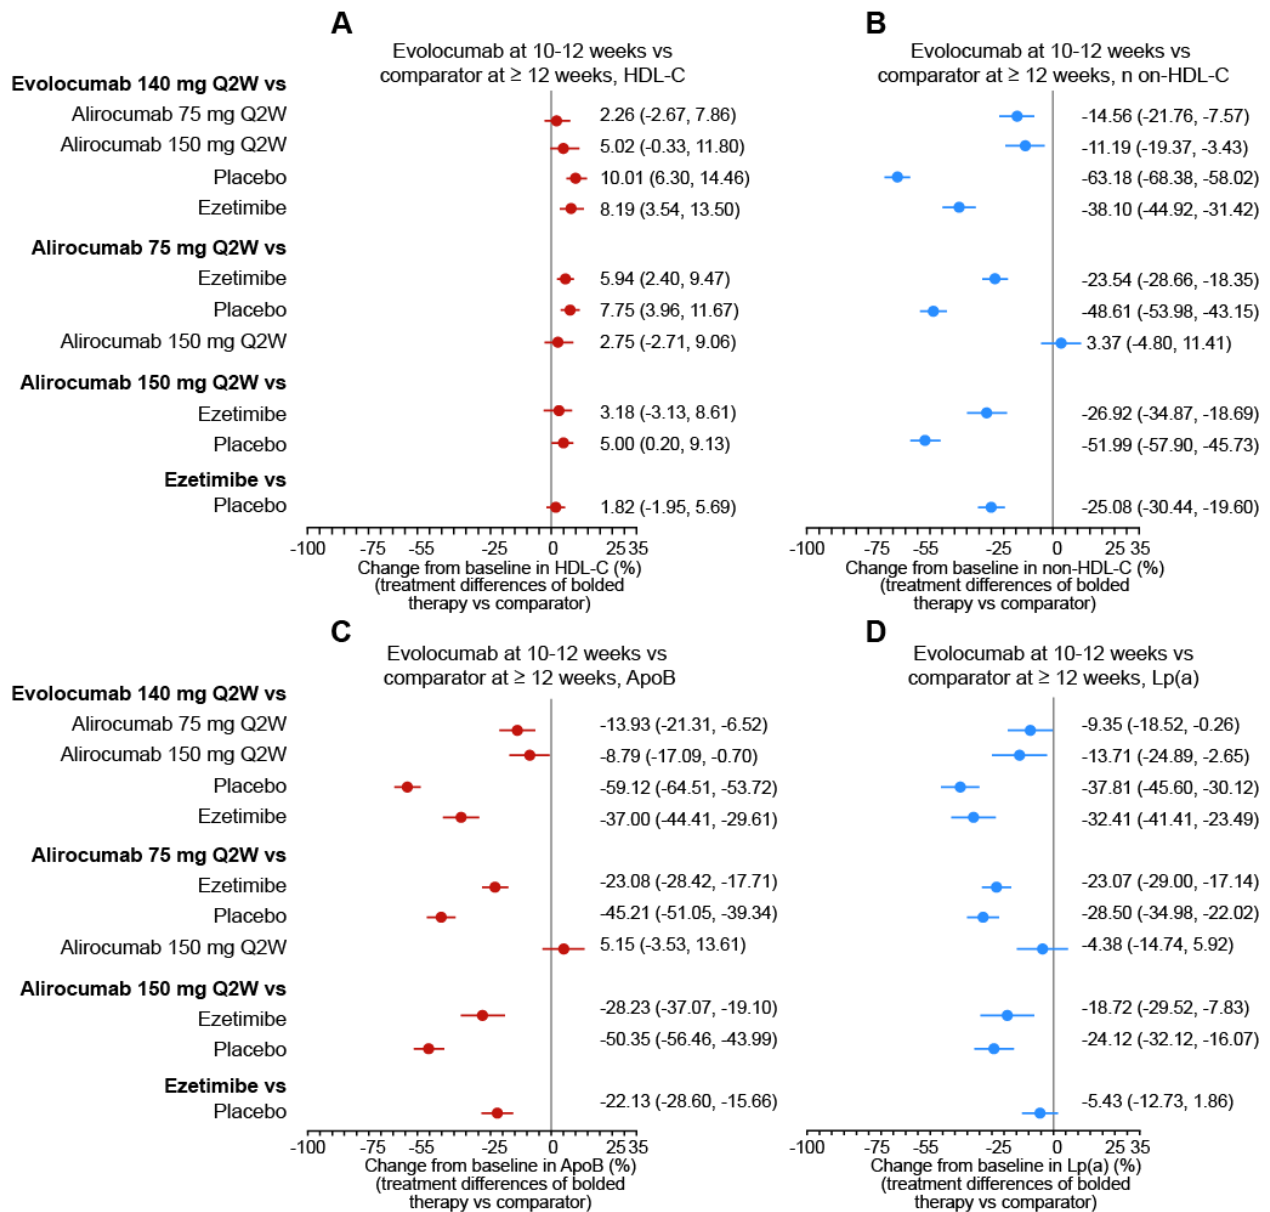 A
Evolocumab at 10-12 weeks vs
comparator at ≥ 12 weeks, HDL-C
Evolocumab 140 mg Q2W vs
Alirocumab 75 mg Q2W 2.26 (-2.67, 7.86)
Alirocumab 150 mg Q2W 5.02 (-0.33, 11.80)
Placebo 10.01 (6.30, 14.46)
Ezetimibe 8.19 (3.54, 13.50)
Alirocumab 75 mg Q2W vs
Ezetimibe 5.94 (2.40, 9.47)
Placebo 7.75 (3.96, 11.67)
Alirocumab 150 mg Q2W 2.75 (-2.71, 9.06)
Alirocumab 150 mg Q2W vs
Ezetimibe 3.18 (-3.13, 8.61)
Placebo 5.00 (0.20, 9.13)
Ezetimibe vs
Placebo 1.82 (-1.95, 5.69)
-100 -75 -55 -25 0 25 35
Change from baseline in HDL-C (%)
(treatment differences of bolded
therapy vs comparator)
B
Evolocumab at 10-12 weeks vs
comparator at ≥ 12 weeks, n on-HDL-C
-14.56 (-21.76, -7.57)
-11.19 (-19.37, -3.43)
-63.18 (-68.38, -58.02)
-38.10 (-44.92, -31.42)
-23.54 (-28.66, -18.35)
-48.61 (-53.98, -43.15)
3.37 (-4.80, 11.41)
-26.92 (-34.87, -18.69)
-51.99 (-57.90, -45.73)
-25.08 (-30.44, -19.60)
-100 -75 -55 -25 0 25 35
Change from baseline in non-HDL-C (%)
(treatment differences of bolded
therapy vs comparator)
C
Evolocumab at 10-12 weeks vs
comparator at ≥ 12 weeks, ApoB
Evolocumab 140 mg Q2W vs
Alirocumab 75 mg Q2W -13.93 (-21.31, -6.52)
Alirocumab 150 mg Q2W -8.79 (-17.09, -0.70)
Placebo -59.12 (-64.51, -53.72)
Ezetimibe -37.00 (-44.41, -29.61)
Alirocumab 75 mg Q2W vs
Ezetimibe -23.08 (-28.42, -17.71)
Placebo -45.21 (-51.05, -39.34)
Alirocumab 150 mg Q2W 5.15 (-3.53, 13.61)
Alirocumab 150 mg Q2W vs
Ezetimibe -28.23 (-37.07, -19.10)
Placebo -50.35 (-56.46, -43.99)
Ezetimibe vs
Placebo -22.13 (-28.60, -15.66)
-100 -75 -55 -25 0 25 35
Change from baseline in ApoB (%)
(treatment differences of bolded
therapy vs comparator)
D
Evolocumab at 10-12 weeks vs
comparator at ≥ 12 weeks, Lp(a)
-9.35 (-18.52, -0.26)
-13.71 (-24.89, -2.65)
-37.81 (-45.60, -30.12)
-32.41 (-41.41, -23.49)
-23.07 (-29.00, -17.14)
-28.50 (-34.98, -22.02)
-4.38 (-14.74, 5.92)
-18.72 (-29.52, -7.83)
-24.12 (-32.12, -16.07)
-5.43 (-12.73, 1.86)
-100 -75 -55 -25 0 25 35
Change from baseline in Lp(a) (%)
(treatment differences of bolded
therapy vs comparator)